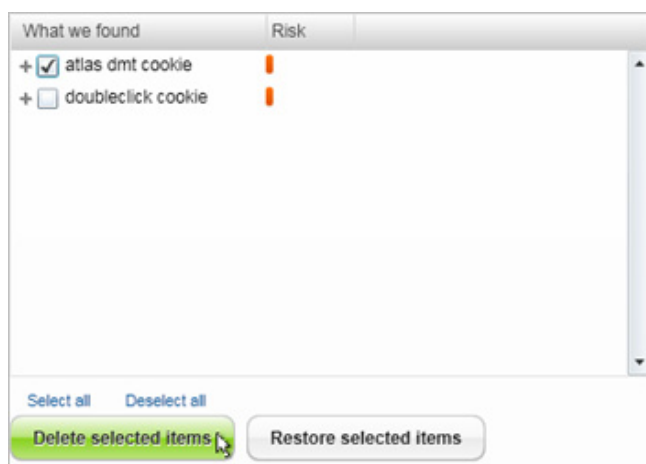 What we found Risk
atlas dmt cookie
doubleclick cookie
Select all Deselect all
Delete selected items Restore selected items